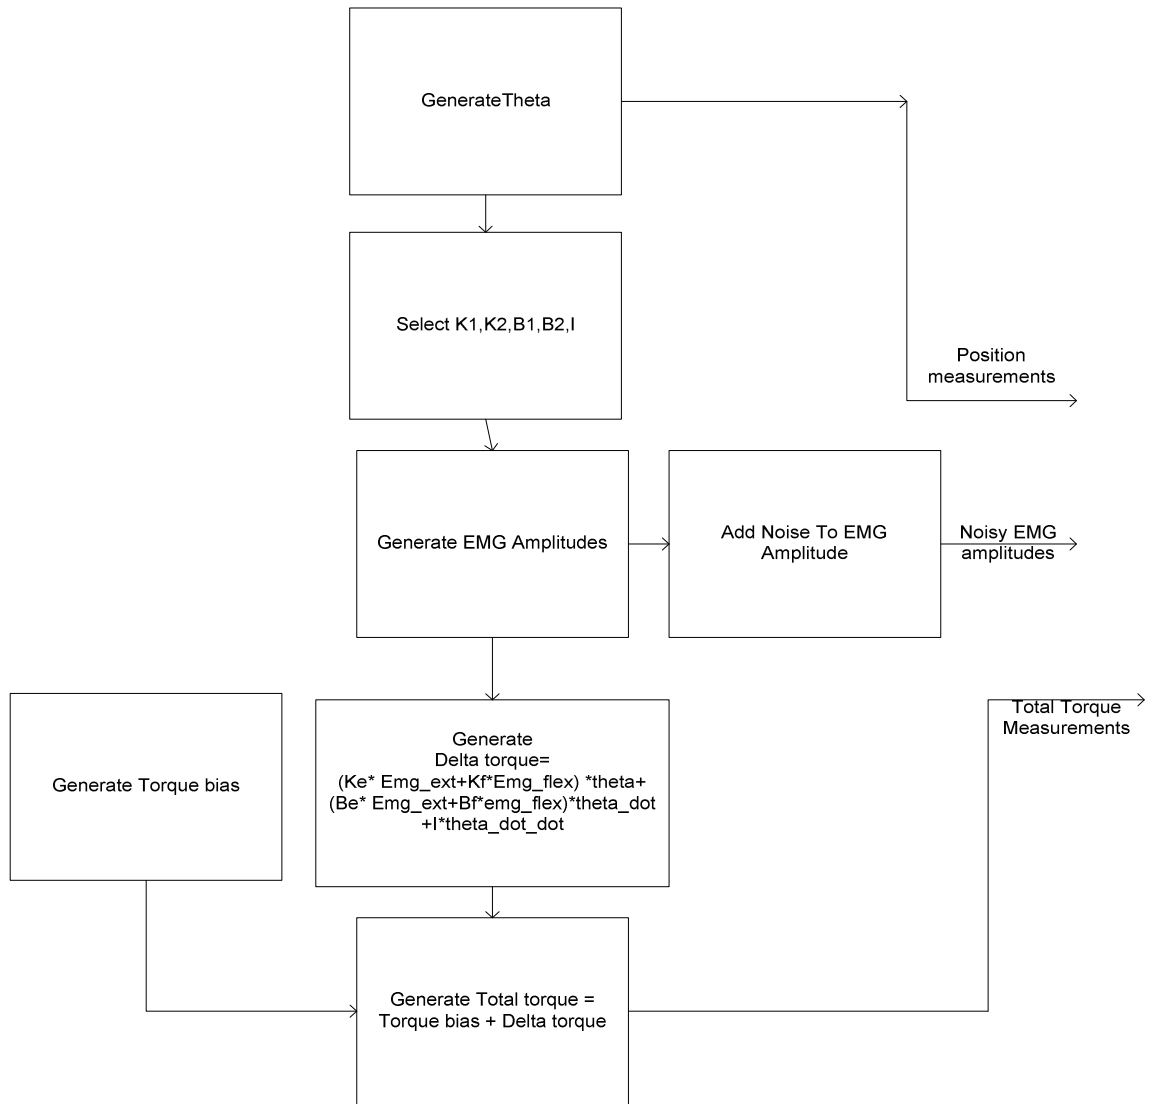 GenerateTheta
Select K1,K2,B1,B2,I
Position
measurements
Generate EMG Amplitudes
Add Noise To EMG
Amplitude
Noisy EMG
amplitudes
Generate Torque bias
Generate
Delta torque=
(Ke* Emg_ext+Kf*Emg_flex) *theta+
(Be* Emg_ext+Bf*emg_flex)*theta_dot
+I*theta_dot_dot
Total Torque
Measurements
Generate Total torque =
Torque bias + Delta torque